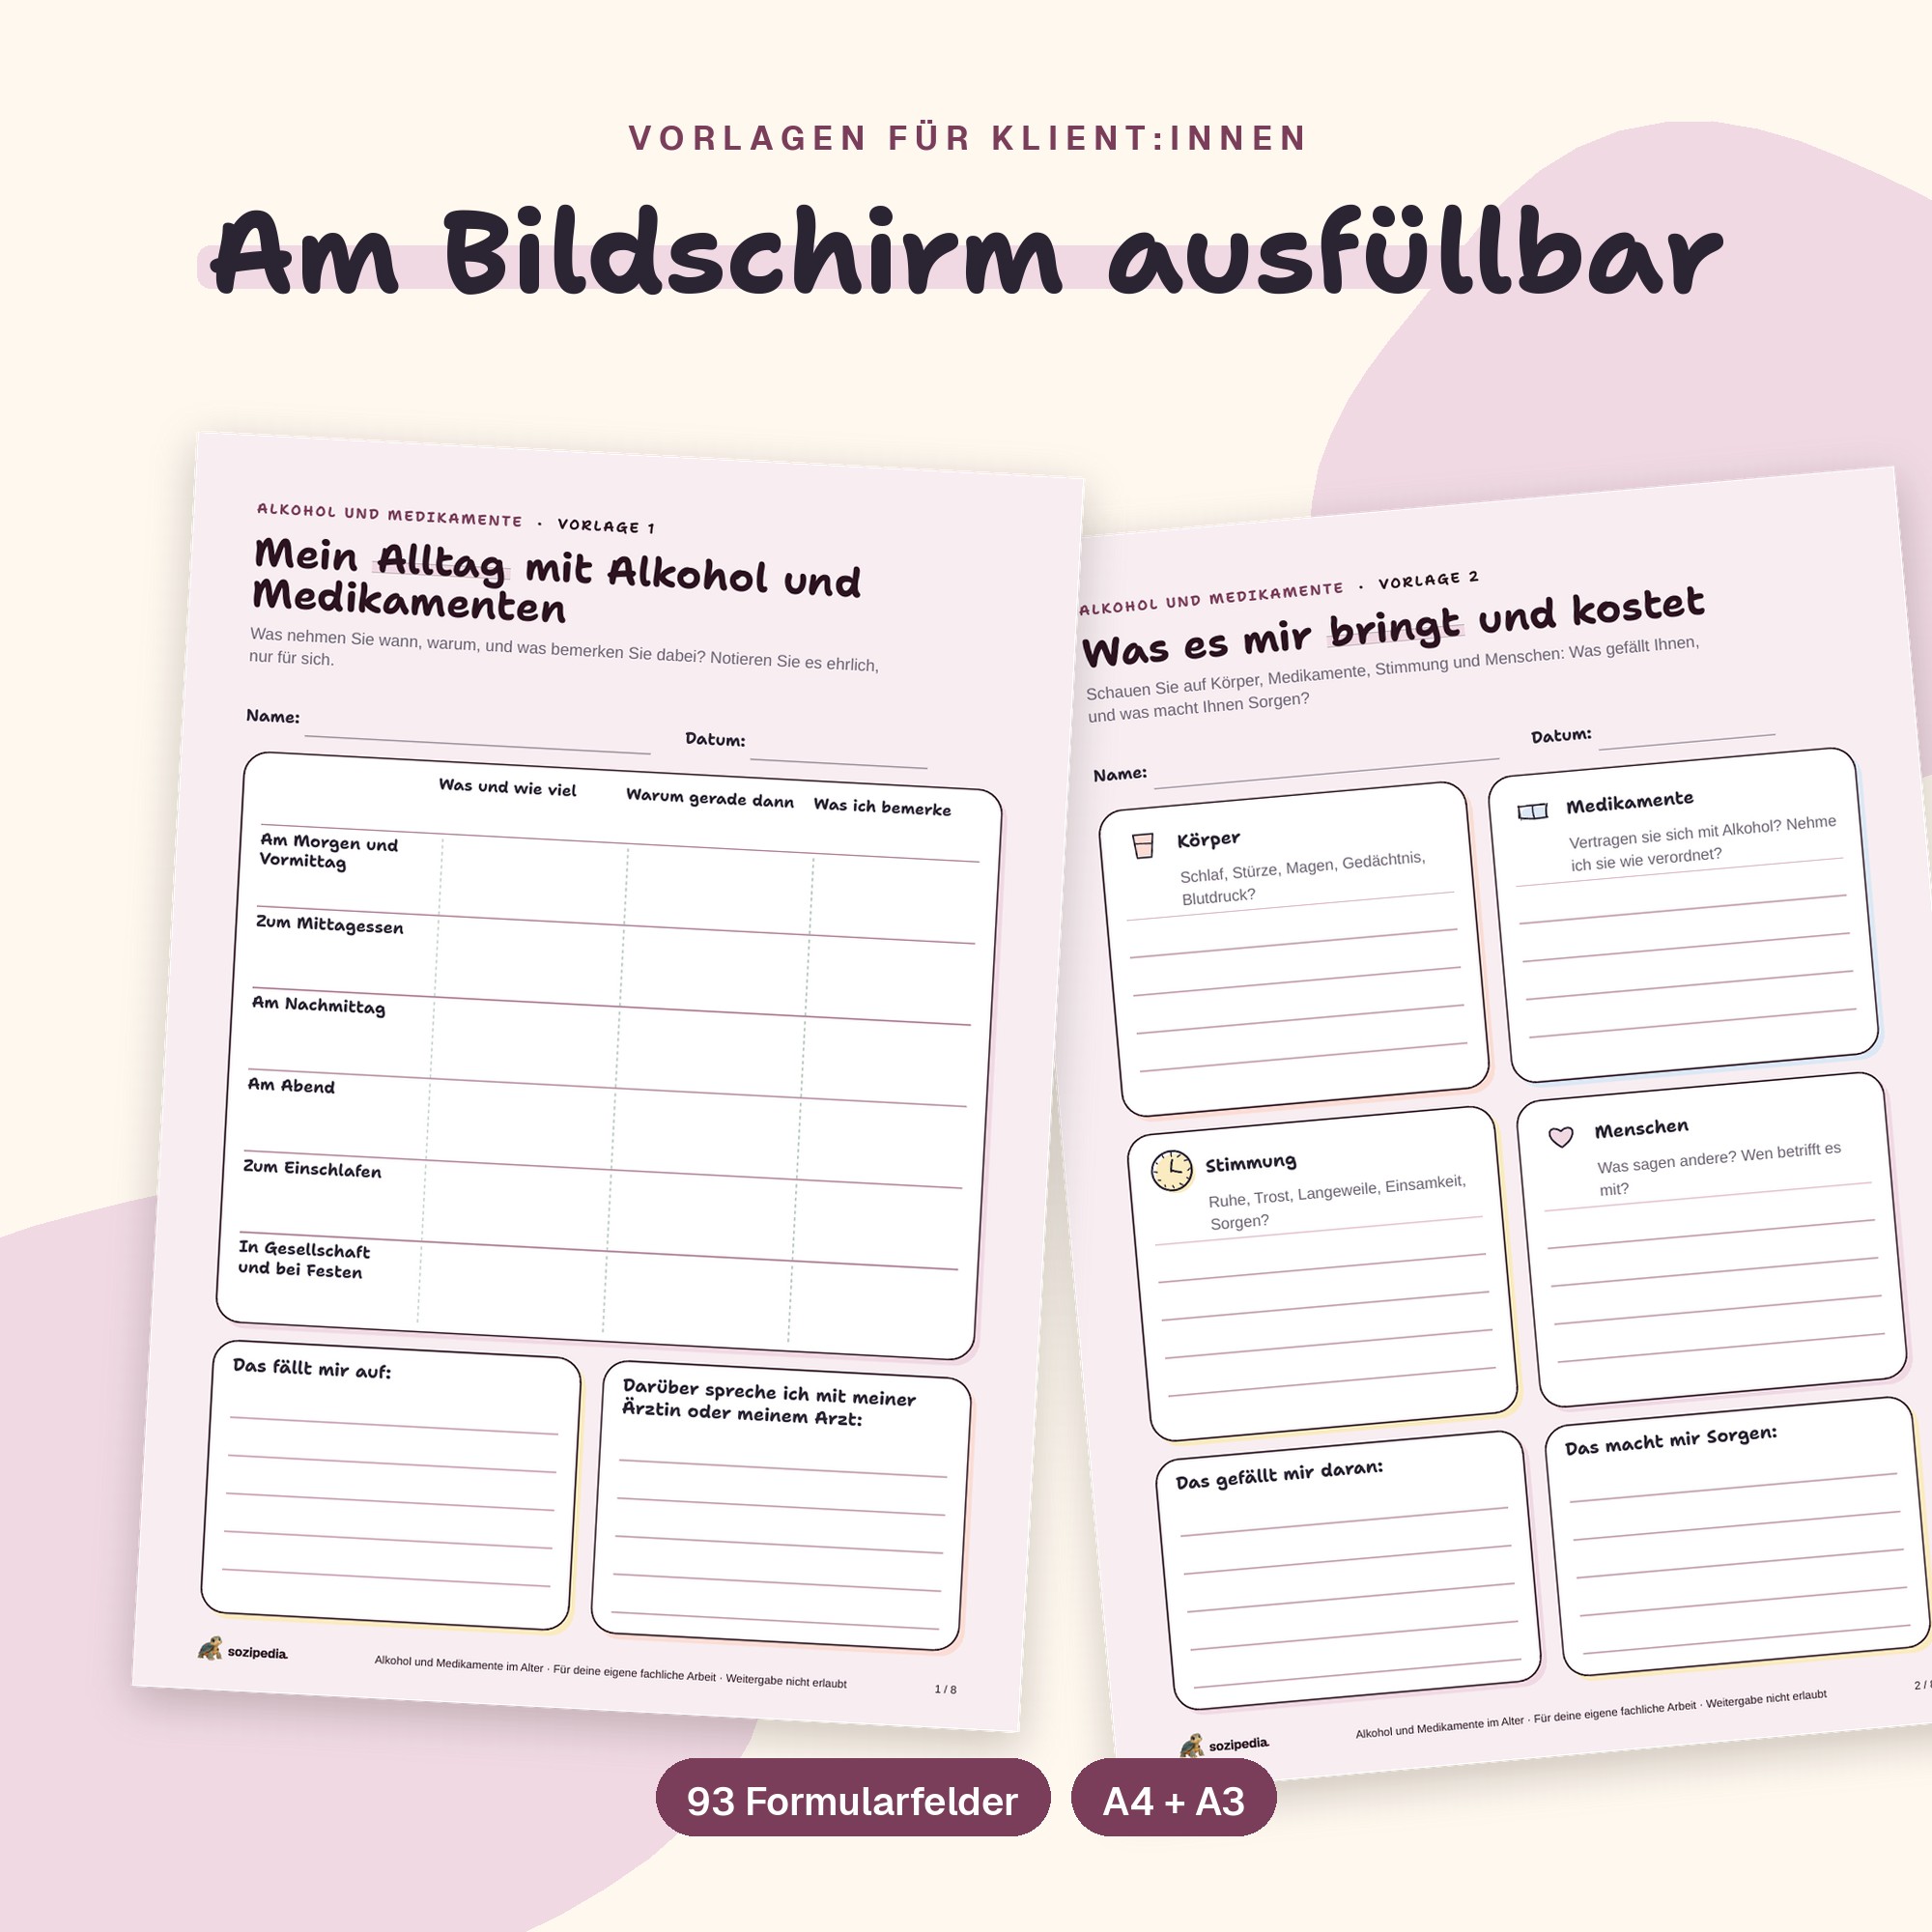 VORLAGEN FÜR KLIENT:INNEN
Am Bildschirm ausfüllbar
ALKOHOL UND MEDIKAMENTE · VORLAGE 1
Mein Alltag mit Alkohol und
Medikamenten
Was nehmen Sie wann, warum, und was bemerken Sie dabei? Notieren Sie es ehrlich,
nur für sich.
Name:
Datum:
Was und wie viel
Warum gerade dann
Was ich bemerke
Am Morgen und
Vormittag
Zum Mittagessen
Am Nachmittag
Am Abend
Zum Einschlafen
In Gesellschaft
und bei Festen
Das fällt mir auf:
Darüber spreche ich mit meiner
Ärztin oder meinem Arzt:
sozipedia.
Alkohol und Medikamente im Alter · Für deine eigene fachliche Arbeit · Weitergabe nicht erlaubt
1 / 8
ALKOHOL UND MEDIKAMENTE · VORLAGE 2
Was es mir bringt und kostet
Schauen Sie auf Körper, Medikamente, Stimmung und Menschen: Was gefällt Ihnen,
und was macht Ihnen Sorgen?
Name:
Datum:
Körper
Schlaf, Stürze, Magen, Gedächtnis,
Blutdruck?
Medikamente
Vertragen sie sich mit Alkohol? Nehme
ich sie wie verordnet?
Stimmung
Ruhe, Trost, Langeweile, Einsamkeit,
Sorgen?
Menschen
Was sagen andere? Wen betrifft es
mit?
Das gefällt mir daran:
Das macht mir Sorgen:
sozipedia.
Alkohol und Medikamente im Alter · Für deine eigene fachliche Arbeit · Weitergabe nicht erlaubt
2 / 8
93 Formularfelder
A4 + A3